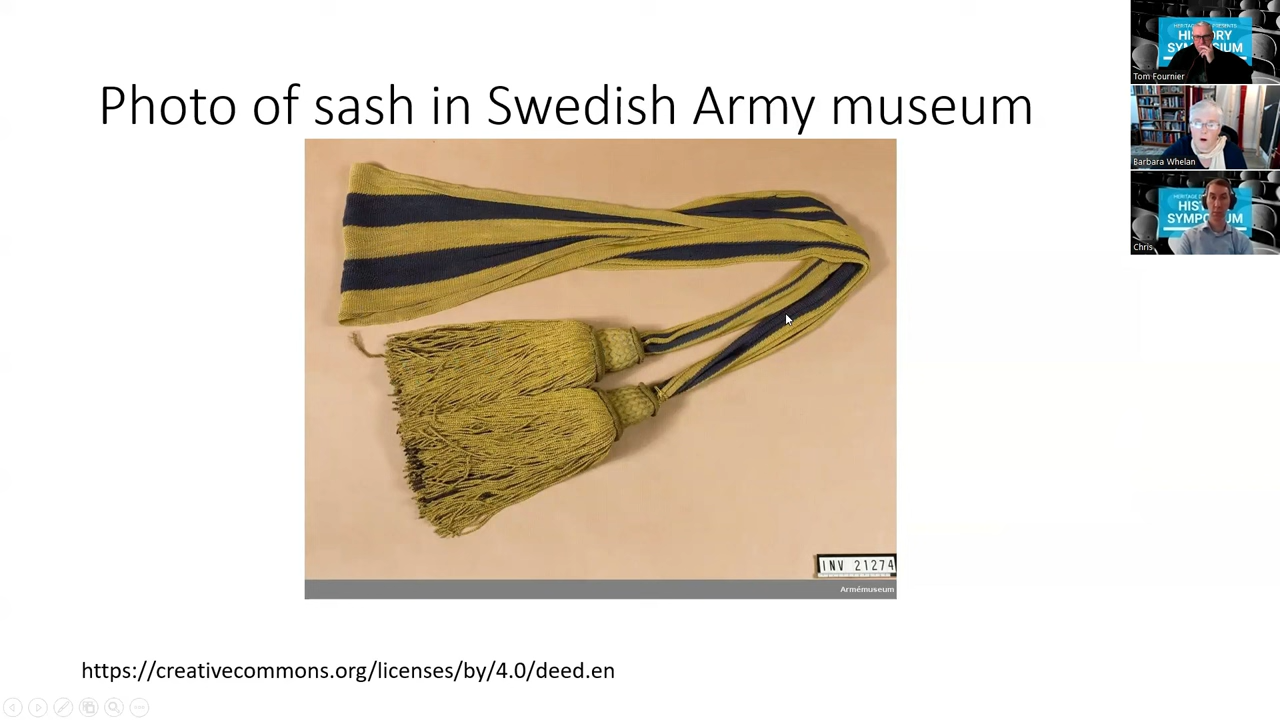 Photo of sash in Swedish Army museum
INV 21274
Armémuseum
https://creativecommons.org/licenses/by/4.0/deed.en
Tom Fournier
Barbara Whelan
Chris